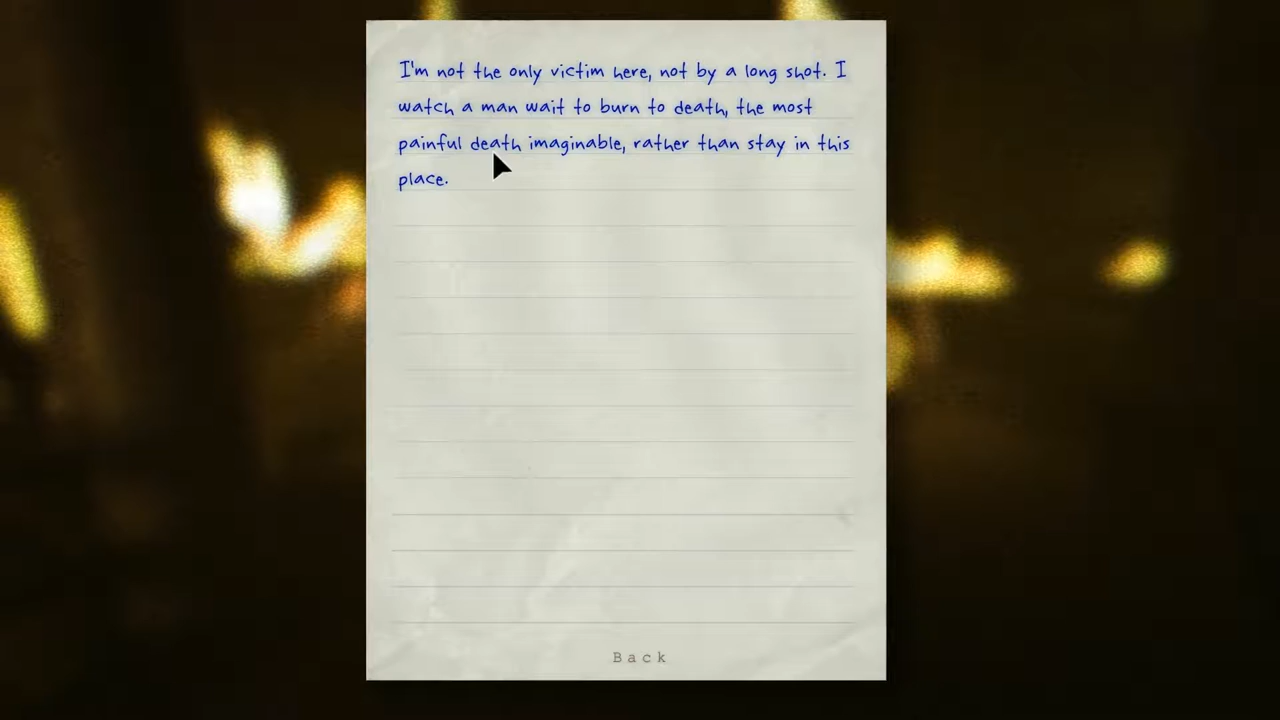 I'm not the only victim here, not by a long shot. I
watch a man wait to burn to death, the most
painful death imaginable, rather than stay in this
place.
Back